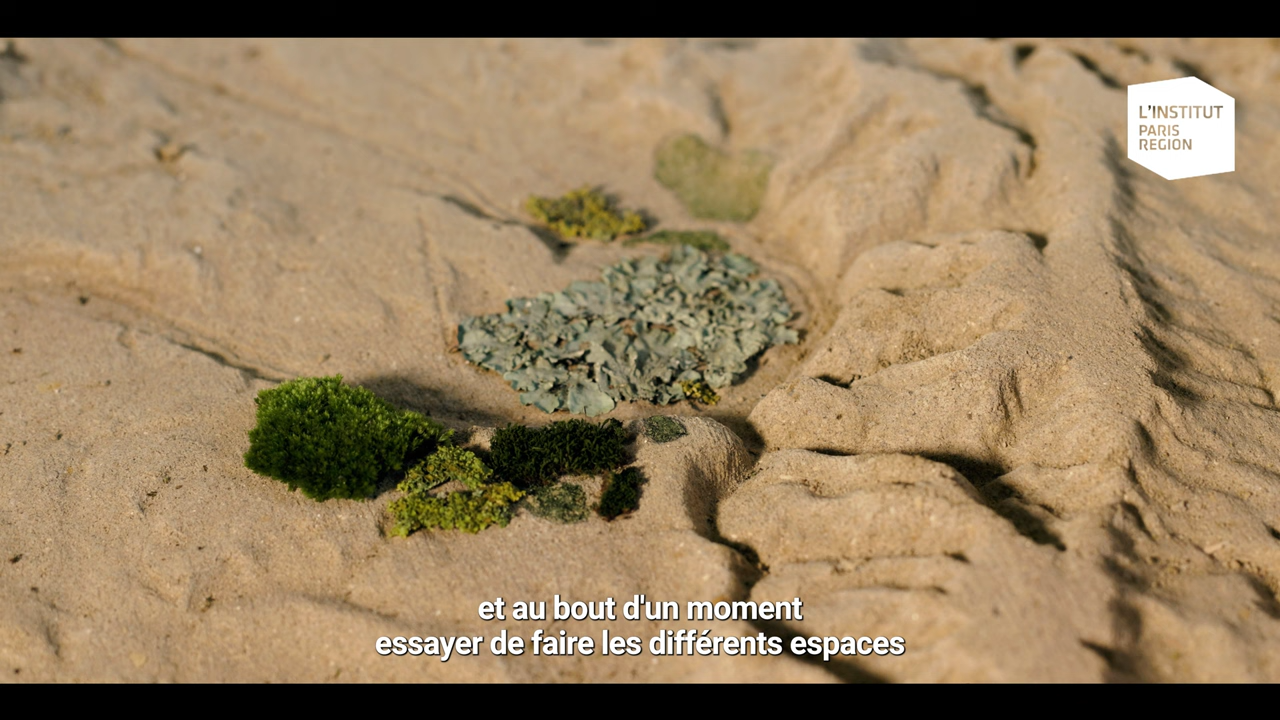 L'INSTITUT
PARIS
REGION
et au bout d'un moment
essayer de faire les différents espaces